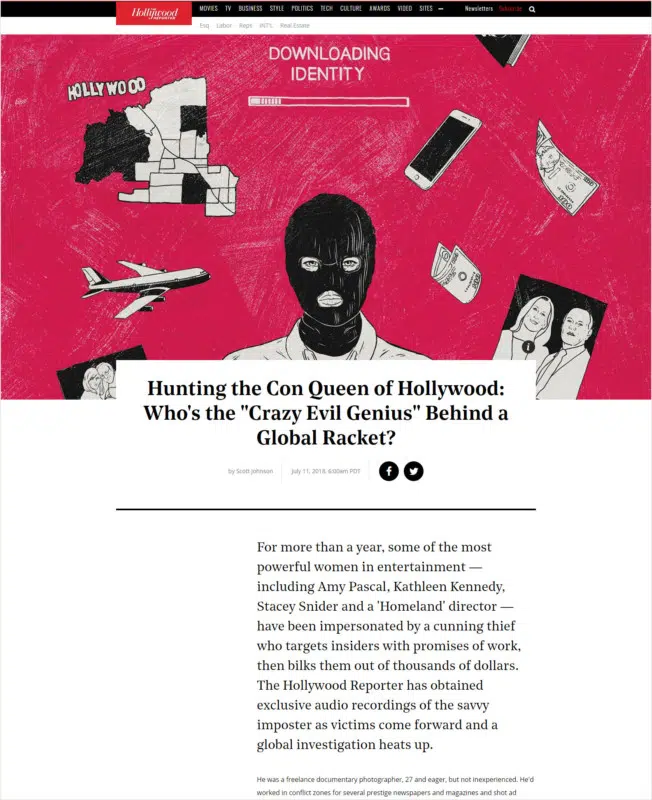 The Hollywood REPORTER
MOVIES TV BUSINESS STYLE POLITICS TECH CULTURE AWARDS VIDEO SITES Newsletters Subscribe
Esq Labor Reps INT'L Real Estate
DOWNLOADING
IDENTITY
HOLLYWOOD
Hunting the Con Queen of Hollywood:
Who's the "Crazy Evil Genius" Behind a
Global Racket?
by Scott Johnson July 11, 2018, 6:00am PDT
For more than a year, some of the most
powerful women in entertainment —
including Amy Pascal, Kathleen Kennedy,
Stacey Snider and a 'Homeland' director —
have been impersonated by a cunning thief
who targets insiders with promises of work,
then bilks them out of thousands of dollars.
The Hollywood Reporter has obtained
exclusive audio recordings of the savvy
imposter as victims come forward and a
global investigation heats up.
He was a freelance documentary photographer, 27 and eager, but not inexperienced. He'd
worked in conflict zones for several prestige newspapers and magazines and shot ad